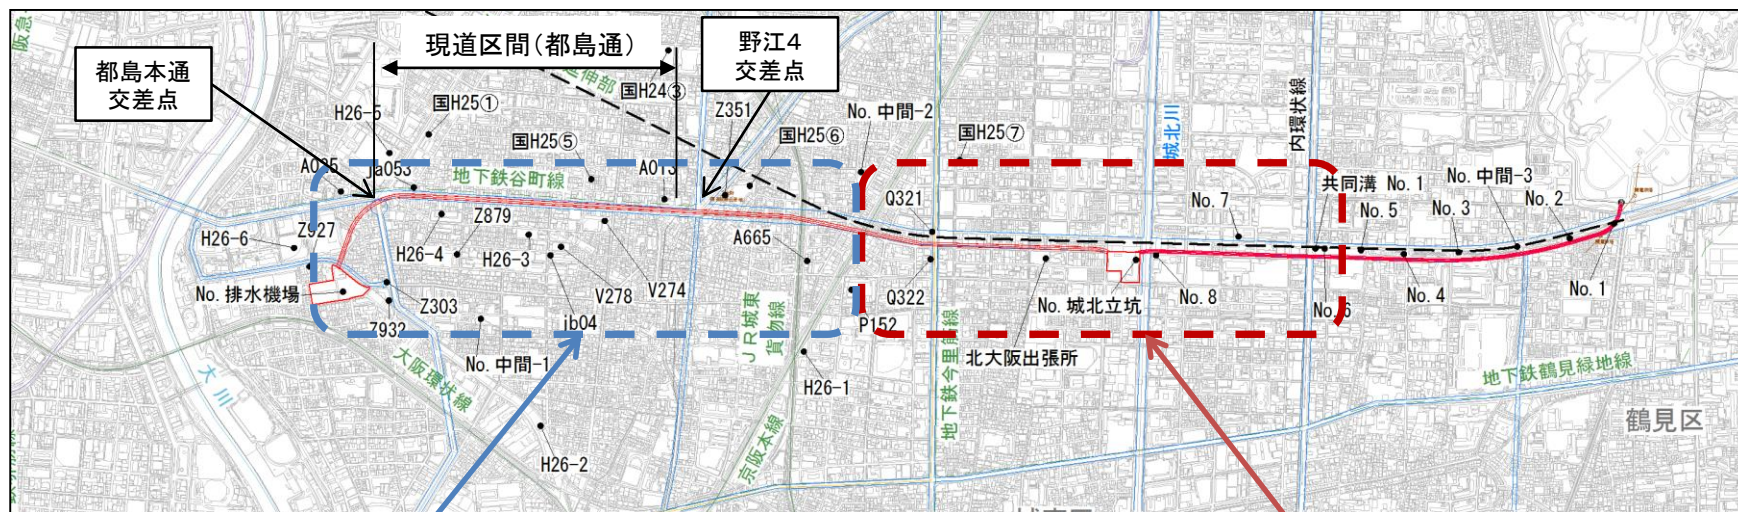 阪急
現道区間（都島通）
都島本通
交差点
野江４
交差点
延伸部
国H24③
国H25①
H26-5
Z351
No. 中間-2
国H25⑥
国H25⑦
国H25⑤
城北川
内環状線
ja053
地下鉄谷町線
A013
Q321
No. 7
共同溝 No. 1
No. 中間-3
No. 5
No. 3
No. 2
Z927
Z879
H26-6
H26-4
H26-3
A665
No. 排水機場
Z303
V278
V274
Q322
No. 城北立坑
No. 8
No. 6
No. 4
No. 1
Z932
jb04
P152
No. 中間-1
JR城東
貨物線
H26-1
北大阪出張所
地下鉄今里筋線
地下鉄鶴見緑地線
大阪環状線
大川
京阪本線
H26-2
鶴見区